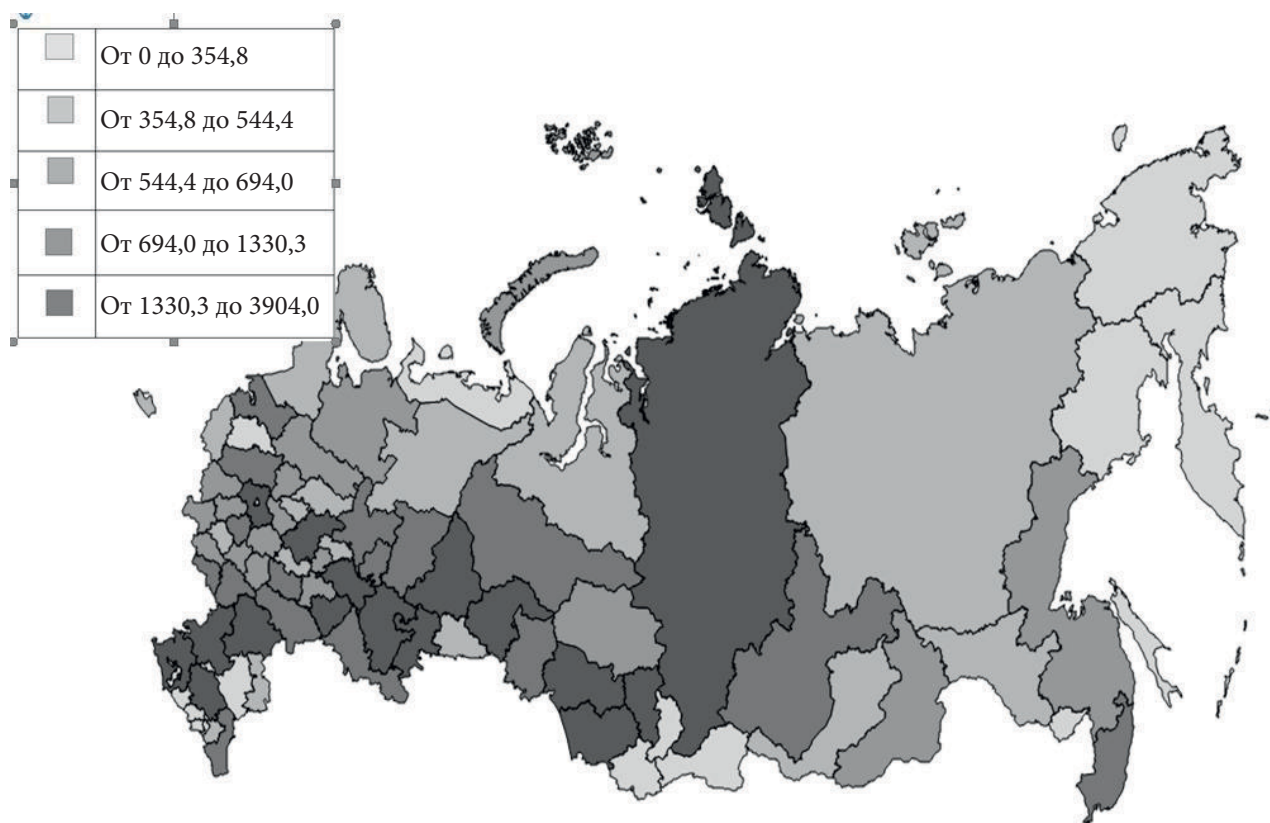 От 0 до 354,8
От 354,8 до 544,4
От 544,4 до 694,0
От 694,0 до 1330,3
От 1330,3 до 3904,0